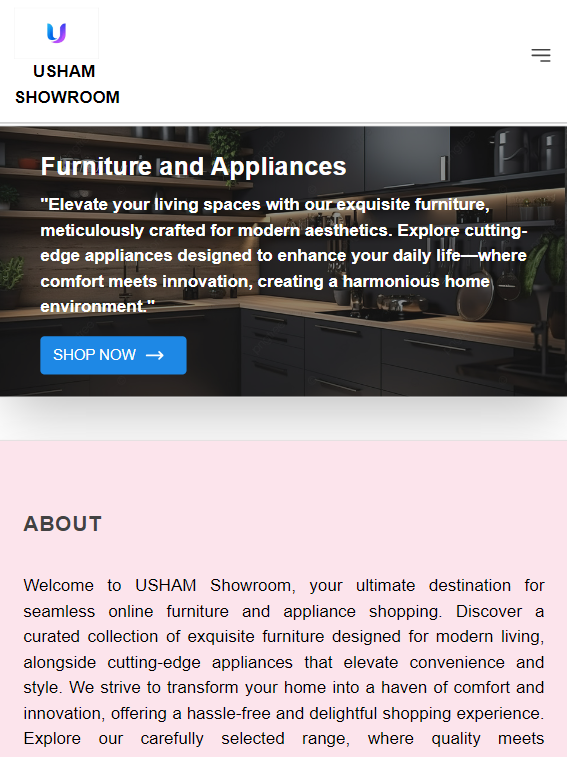 USHAM
SHOWROOM
Furniture and Appliances
"Elevate your living spaces with our exquisite furniture,
meticulously crafted for modern aesthetics. Explore cutting-
edge appliances designed to enhance your daily life—where
comfort meets innovation, creating a harmonious home
environment."
SHOP NOW
ABOUT
Welcome to USHAM Showroom, your ultimate destination for
seamless online furniture and appliance shopping. Discover a
curated collection of exquisite furniture designed for modern living,
alongside cutting-edge appliances that elevate convenience and
style. We strive to transform your home into a haven of comfort and
innovation, offering a hassle-free and delightful shopping experience.
Explore our carefully selected range, where quality meets